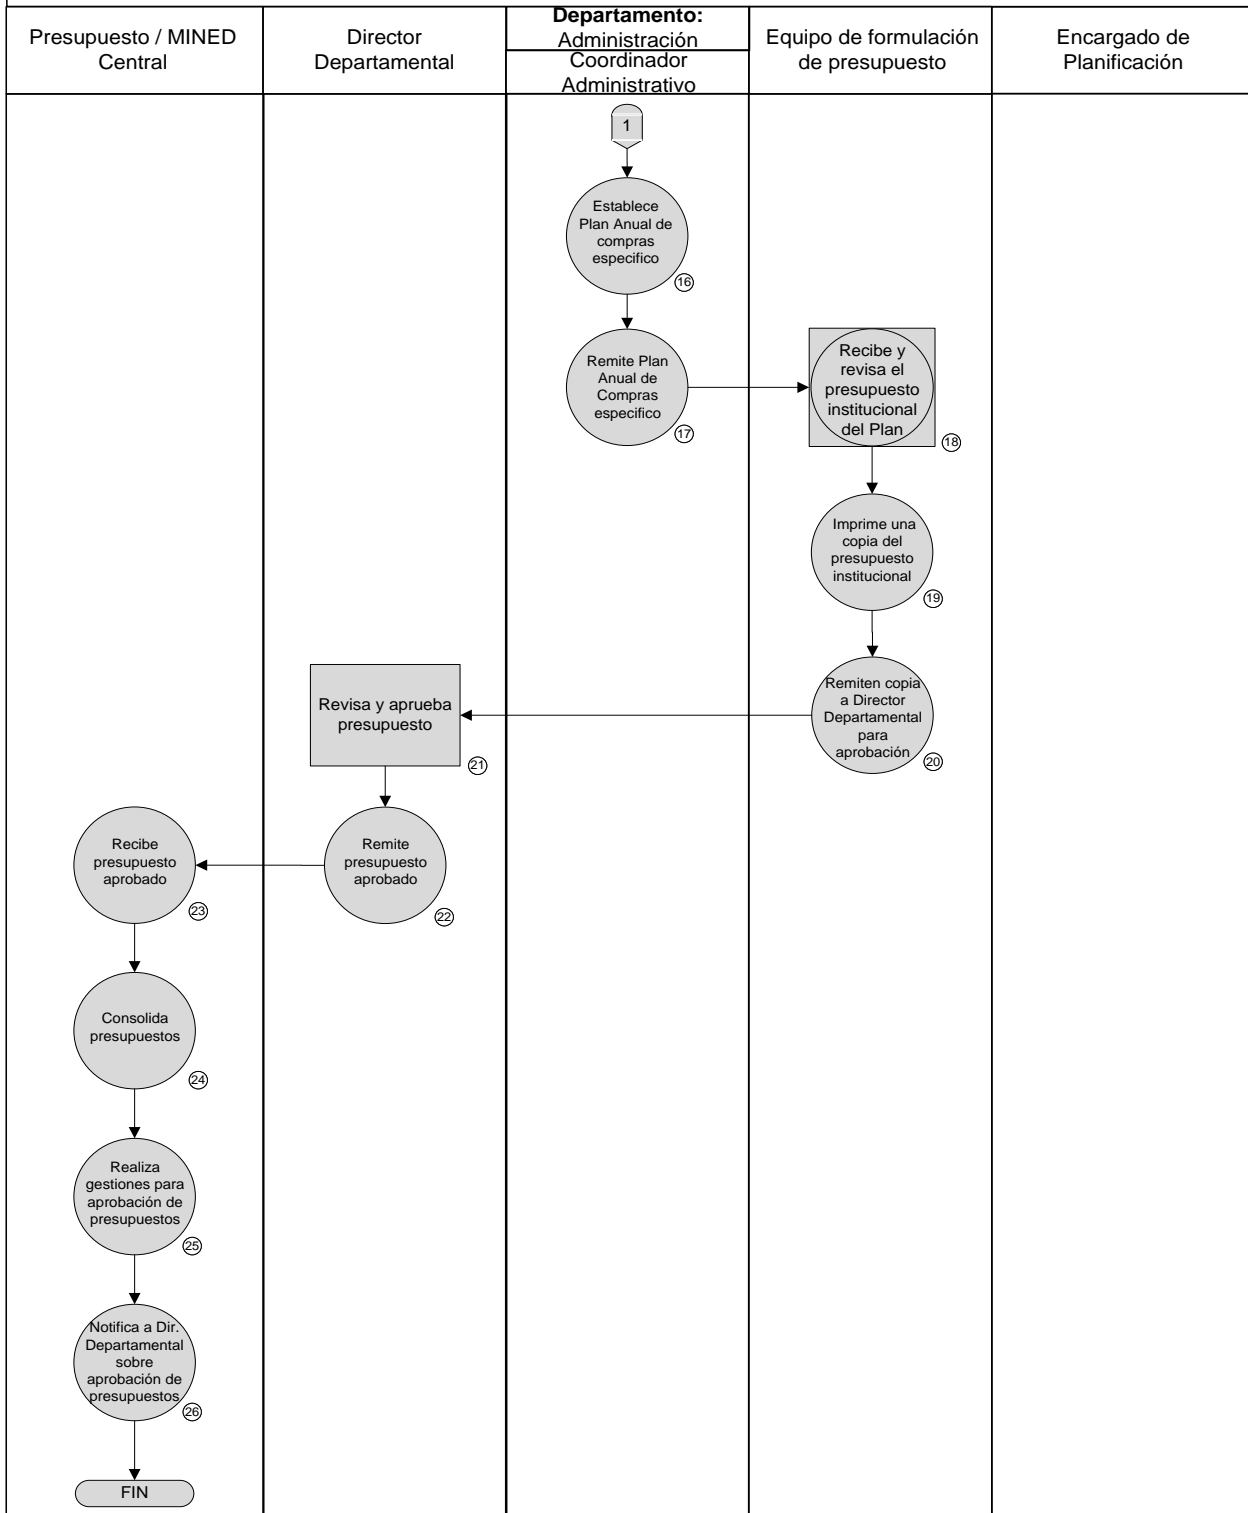 Presupuesto / MINED
Central
Director
Departamental
Departamento:
Administración
Coordinador
Administrativo
Equipo de formulación
de presupuesto
Encargado de
Planificación
1
Establece
Plan Anual de
compras
especifico
16
Remite Plan
Anual de
Compras
especifico
17
Recibe y
revisa el
presupuesto
institucional
del Plan
18
Imprime una
copia del
presupuesto
institucional
19
Remiten copia
a Director
Departamental
para
aprobación
20
Revisa y aprueba
presupuesto
21
Remite
presupuesto
aprobado
22
Recibe
presupuesto
aprobado
23
Consolida
presupuestos
24
Realiza
gestiones para
aprobación de
presupuestos
25
Notifica a Dir.
Departamental
sobre
aprobación de
presupuestos
26
FIN